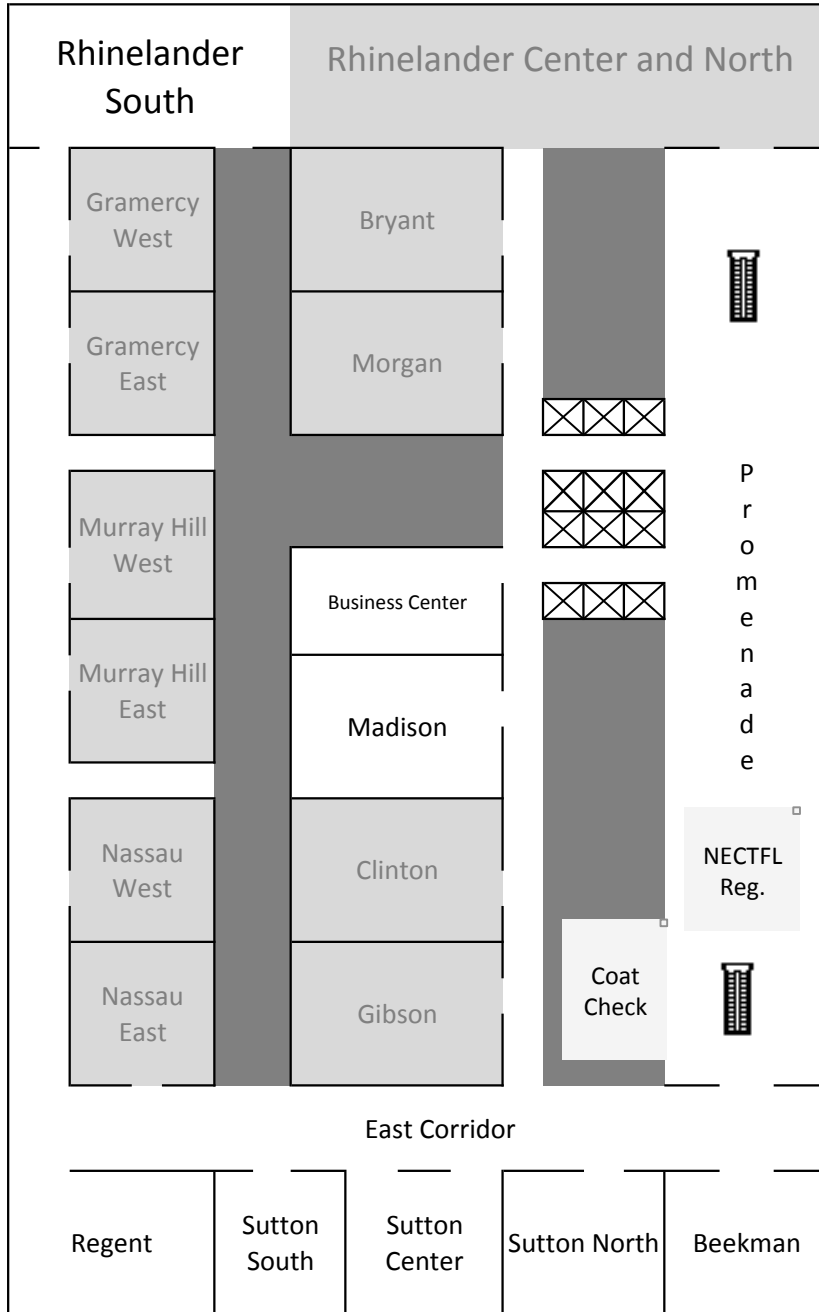 Rhinelander
South
Rhinelander Center and North
Gramercy
West
Bryant
Gramercy
East
Morgan
P
r
o
m
e
n
a
d
e
Murray Hill
West
Business Center
Murray Hill
East
Madison
Nassau
West
Clinton
NECTFL
Reg.
Nassau
East
Gibson
Coat
Check
East Corridor
Regent
Sutton
South
Sutton
Center
Sutton North
Beekman